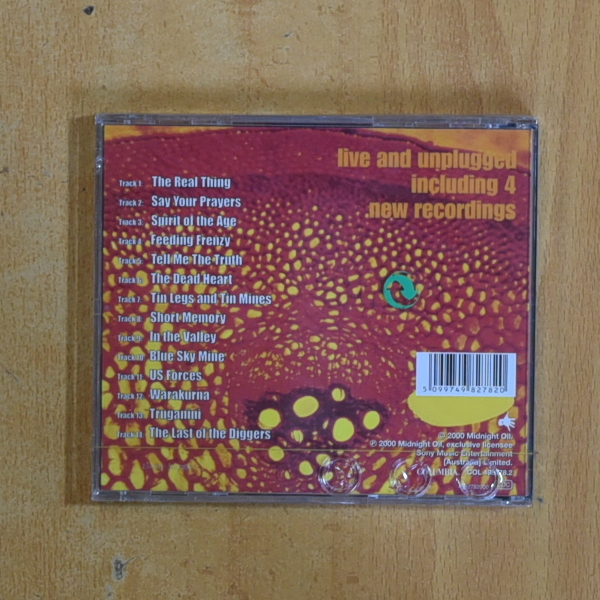 live and unplugged
including 4
new recordings
Track 1: The Real Thing
Track 2: Say Your Prayers
Track 3: Spirit of the Age
Track 4: Feeding Frenzy
Track 5: Tell Me The Truth
Track 6: The Dead Heart
Track 7: Tin Legs and Tin Mines
Track 8: Short Memory
Track 9: In the Valley
Track 10: Blue Sky Mine
Track 11: US Forces
Track 12: Warakurna
Track 13: Truganini
Track 14: The Last of the Diggers
5 099749 827820
© 2000 Midnight Oil.
℗ 2000 Midnight Oil, exclusive licensee
Sony Music Entertainment
(Australia) Limited.
COLUMBIA COL